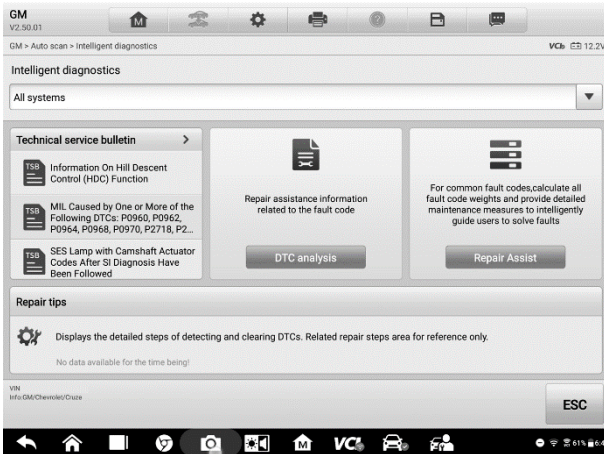 GM
V2.50.01
GM > Auto scan > Intelligent diagnostics
VCI 12.2V
Intelligent diagnostics
All systems
Technical service bulletin >
TSB
Information On Hill Descent
Control (HDC) Function
TSB
MIL Caused by One or More of the
Following DTCs: P0960, P0962,
P0964, P0968, P0970, P2718, P2...
TSB
SES Lamp with Camshaft Actuator
Codes After SI Diagnosis Have
Been Followed
Repair assistance information
related to the fault code
DTC analysis
For common fault codes,calculate all
fault code weights and provide detailed
maintenance measures to intelligently
guide users to solve faults
Repair Assist
Repair tips
Displays the detailed steps of detecting and clearing DTCs. Related repair steps area for reference only.
No data available for the time being!
VIN
Info:GM/Chevrolet/Cruze
ESC
M
VCI
61% 6:4